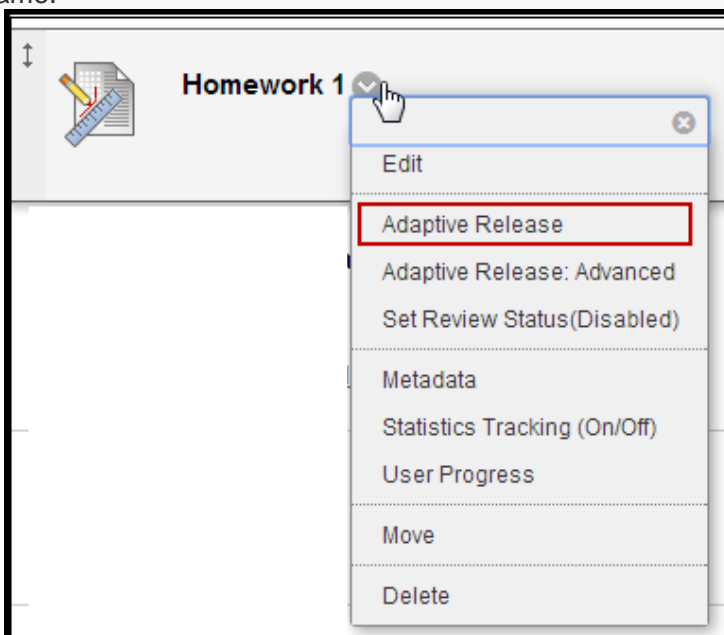 Homework 1
Edit
Adaptive Release
Adaptive Release: Advanced
Set Review Status(Disabled)
Metadata
Statistics Tracking (On/Off)
User Progress
Move
Delete